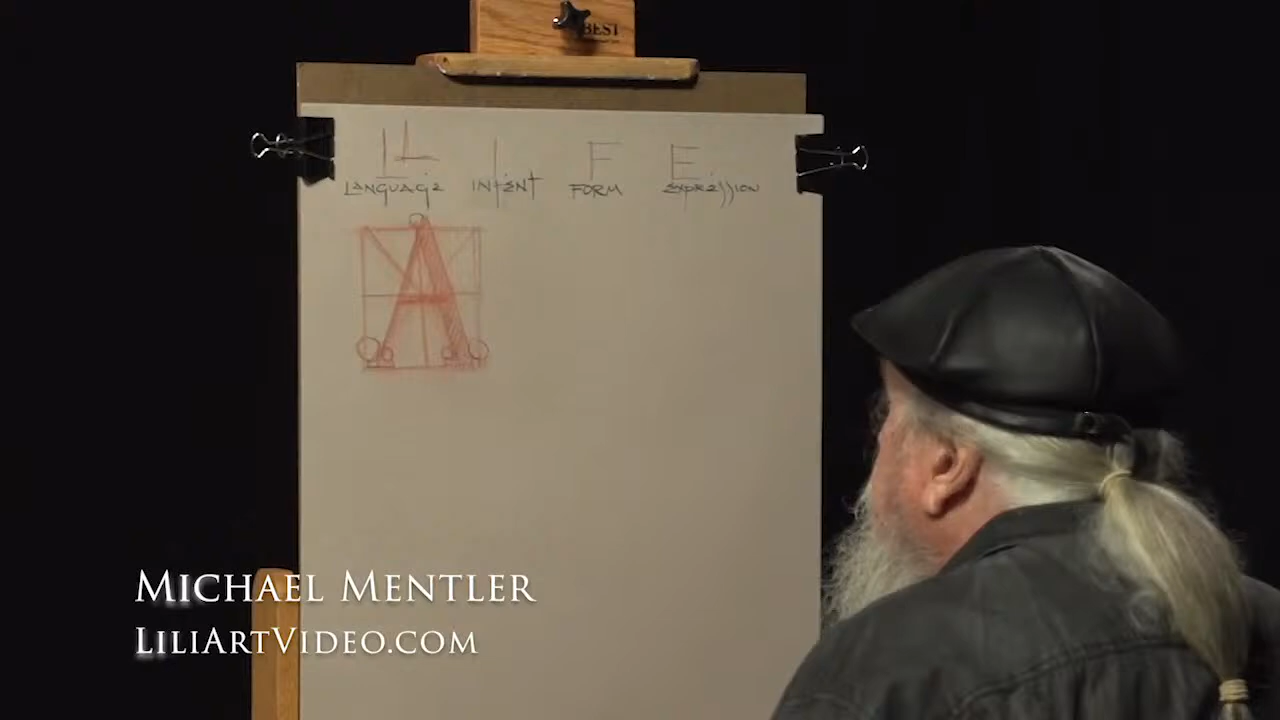 BEST
L I F E
LANGUAGE INTENT FORM EXPRESSION
A
MICHAEL MENTLER
LILIARTVIDEO.COM